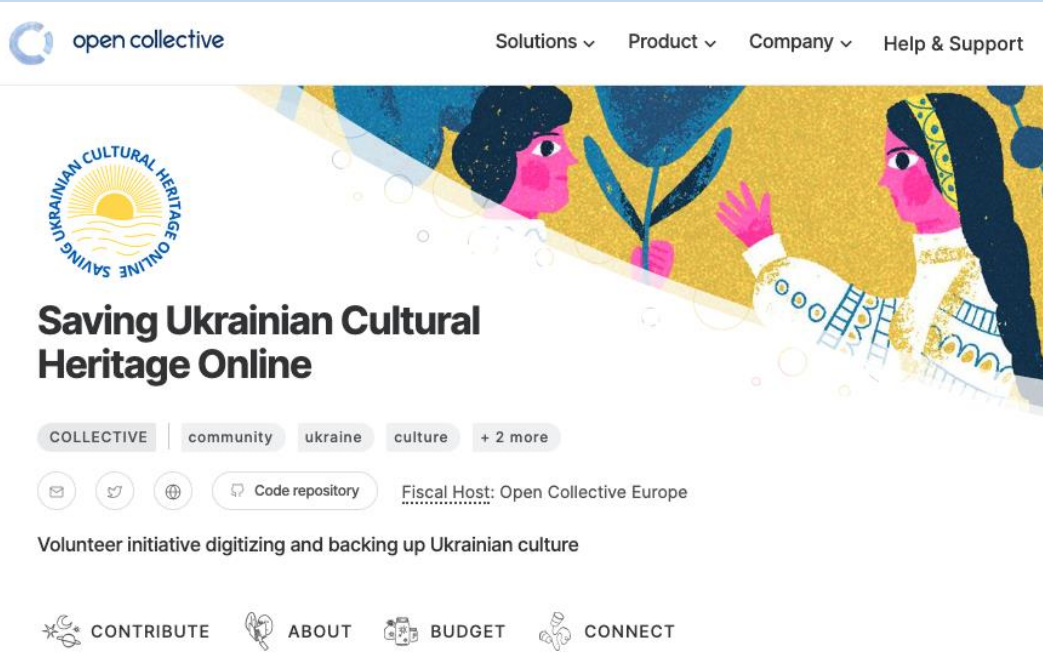 open collective
Solutions
Product
Company
Help & Support
SAVING UKRAINIAN CULTURAL HERITAGE ONLINE
Saving Ukrainian Cultural
Heritage Online
COLLECTIVE
community
ukraine
culture
+ 2 more
Code repository
Fiscal Host: Open Collective Europe
Volunteer initiative digitizing and backing up Ukrainian culture
CONTRIBUTE
ABOUT
BUDGET
CONNECT